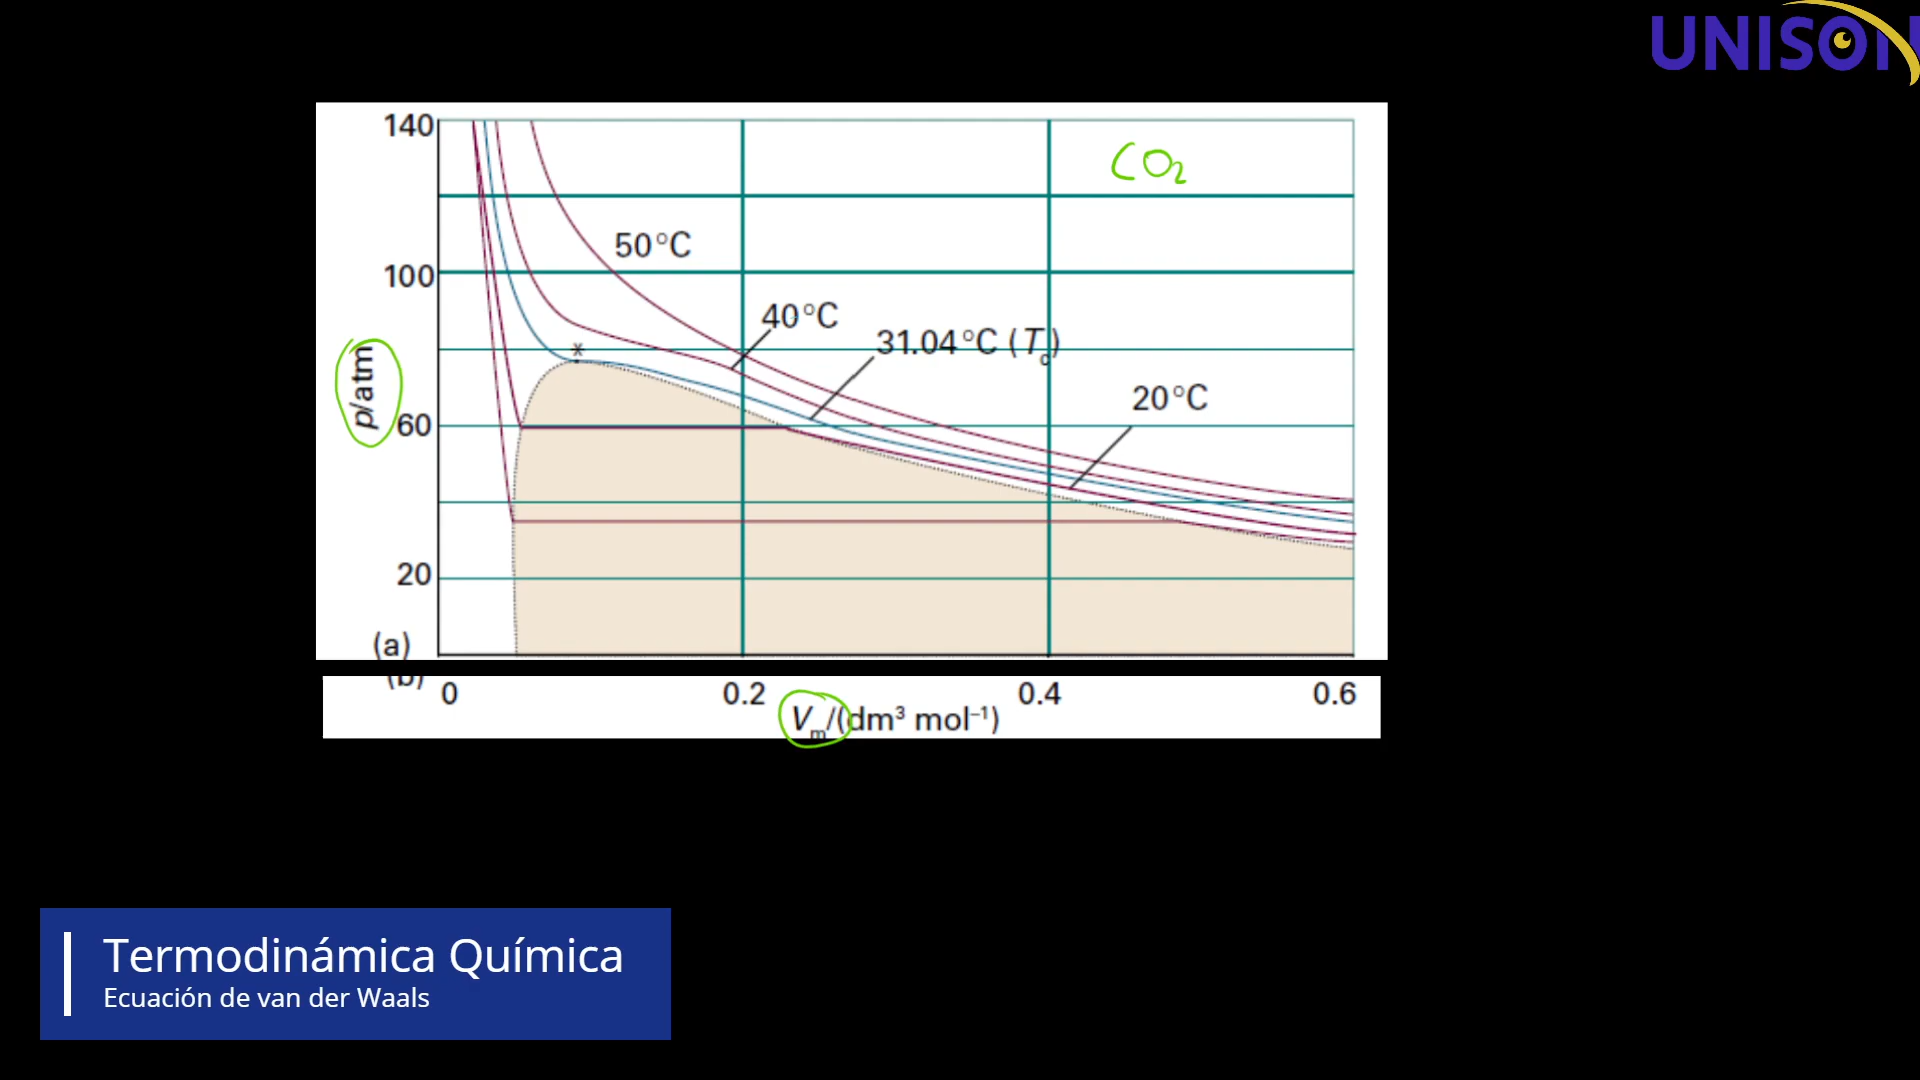 UNISON
140
CO₂
50°C
100
40°C
31.04°C (Tc)
p/atm
20°C
60
20
(a)
(b)
0 0.2 0.4 0.6
Vm/(dm³ mol⁻¹)
Termodinámica Química
Ecuación de van der Waals